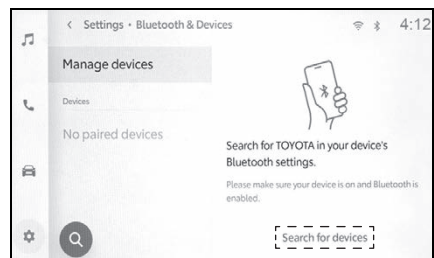 < Settings • Bluetooth & Devices
4:12
Manage devices
Devices
No paired devices
Search for TOYOTA in your device's
Bluetooth settings.
Please make sure your device is on and Bluetooth is
enabled.
Search for devices